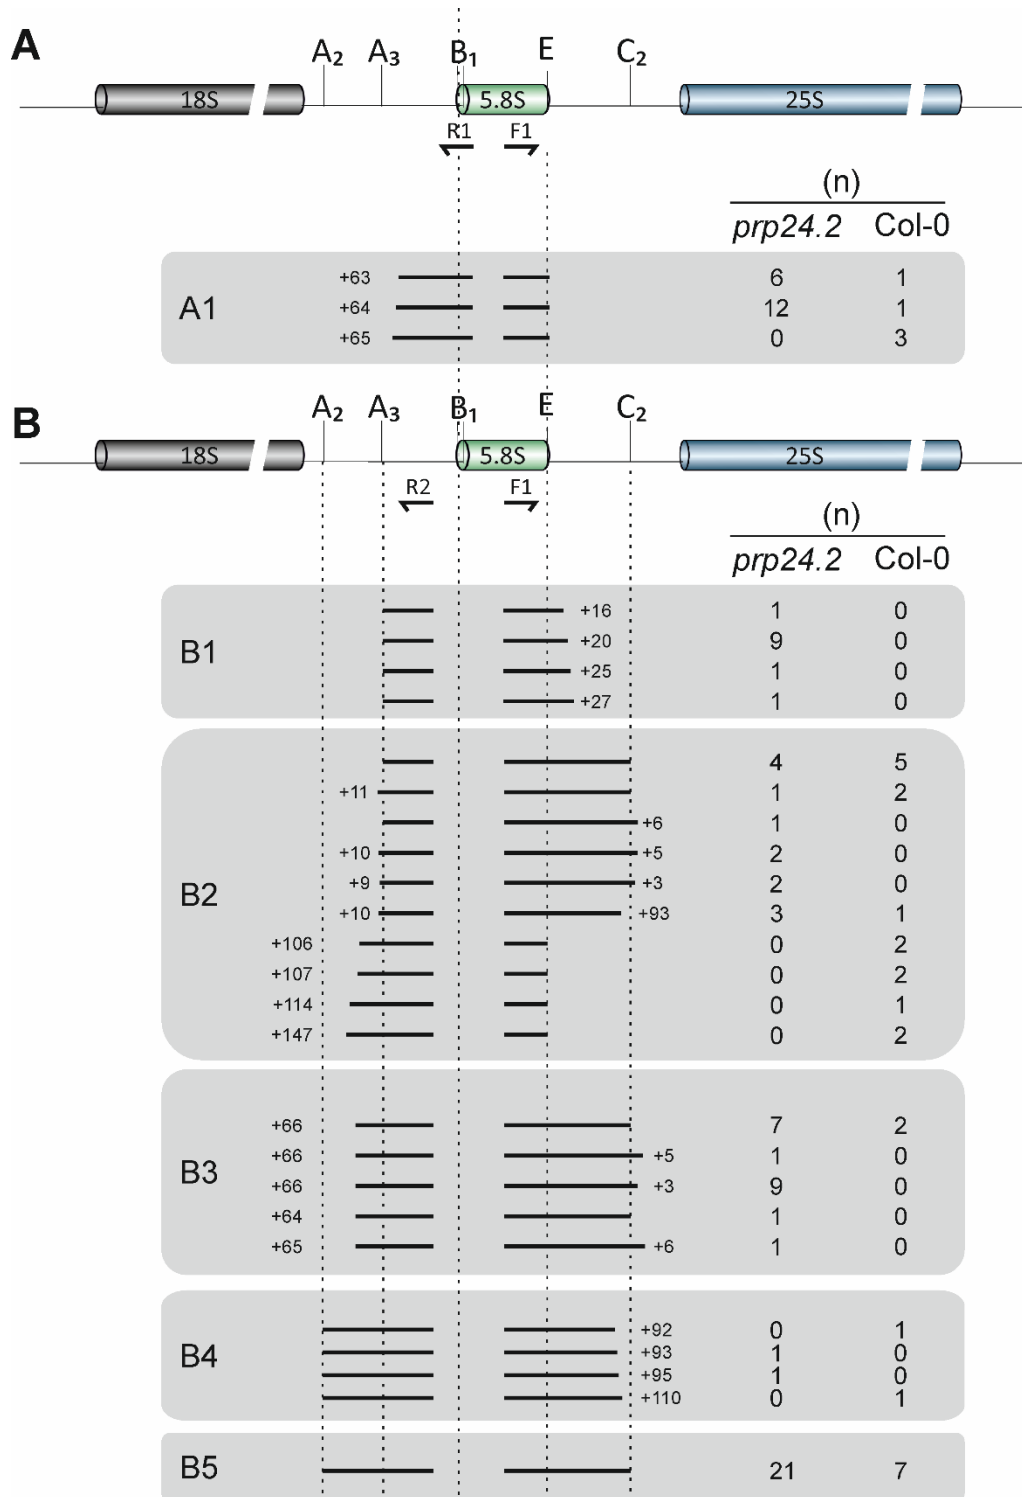 A
A₂ A₃ B₁ E C₂
18S 5.8S 25S
R1 F1
(n)
prp24.2 Col-0
A1
+63 6 1
+64 12 1
+65 0 3
B
A₂ A₃ B₁ E C₂
18S 5.8S 25S
R2 F1
(n)
prp24.2 Col-0
B1
+16 1 0
+20 9 0
+25 1 0
+27 1 0
B2
4 5
+11 1 2
+6 1 0
+10 +5 2 0
+9 +3 2 0
+10 +93 3 1
+106 0 2
+107 0 2
+114 0 1
+147 0 2
B3
+66 7 2
+66 +5 1 0
+66 +3 9 0
+64 1 0
+65 +6 1 0
B4
+92 0 1
+93 1 0
+95 1 0
+110 0 1
B5 21 7